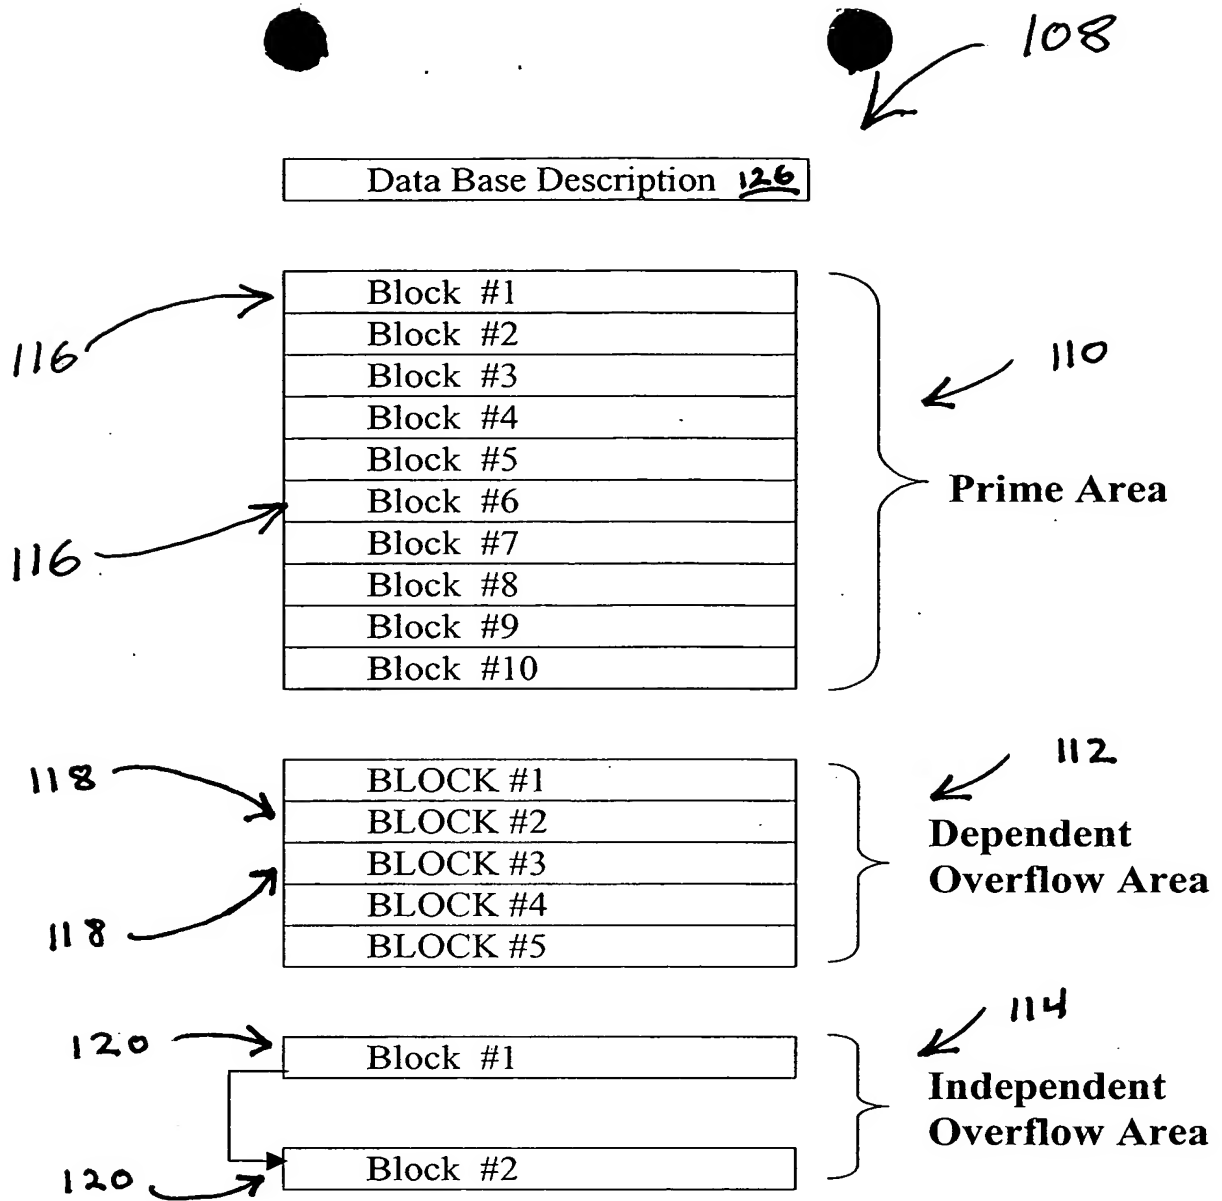 108
Data Base Description 126
Block #1
116
Block #2
110
Block #3
Block #4
Block #5
Prime Area
Block #6
116
Block #7
Block #8
Block #9
Block #10
112
118
BLOCK #1
BLOCK #2
Dependent
BLOCK #3
Overflow Area
BLOCK #4
118
BLOCK #5
114
120
Block #1
Independent
Overflow Area
Block #2
120